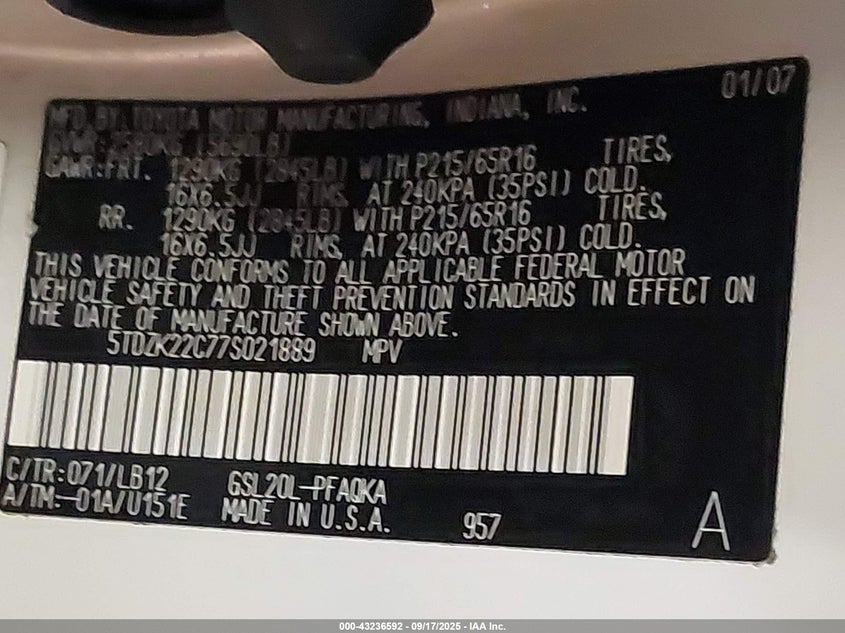 01/07
MFD. BY: TOYOTA MOTOR MANUFACTURING, INDIANA, INC.
GVWR: 2580KG (5690LB)
GAWR: FRT. 1290KG (2845LB) WITH P215/65R16 TIRES,
16X6.5JJ RIMS, AT 240KPA (35PSI) COLD.
RR. 1290KG (2845LB) WITH P215/65R16 TIRES,
16X6.5JJ RIMS, AT 240KPA (35PSI) COLD.
THIS VEHICLE CONFORMS TO ALL APPLICABLE FEDERAL MOTOR
VEHICLE SAFETY AND THEFT PREVENTION STANDARDS IN EFFECT ON
THE DATE OF MANUFACTURE SHOWN ABOVE.
5TDZK22C77S021889 MPV
C/TR: 071/LB12 GSL20L-PFAQKA
A/TM: -01A/U151E MADE IN U.S.A. 957 A
000-43236592 - 09/17/2025 - IAA Inc.